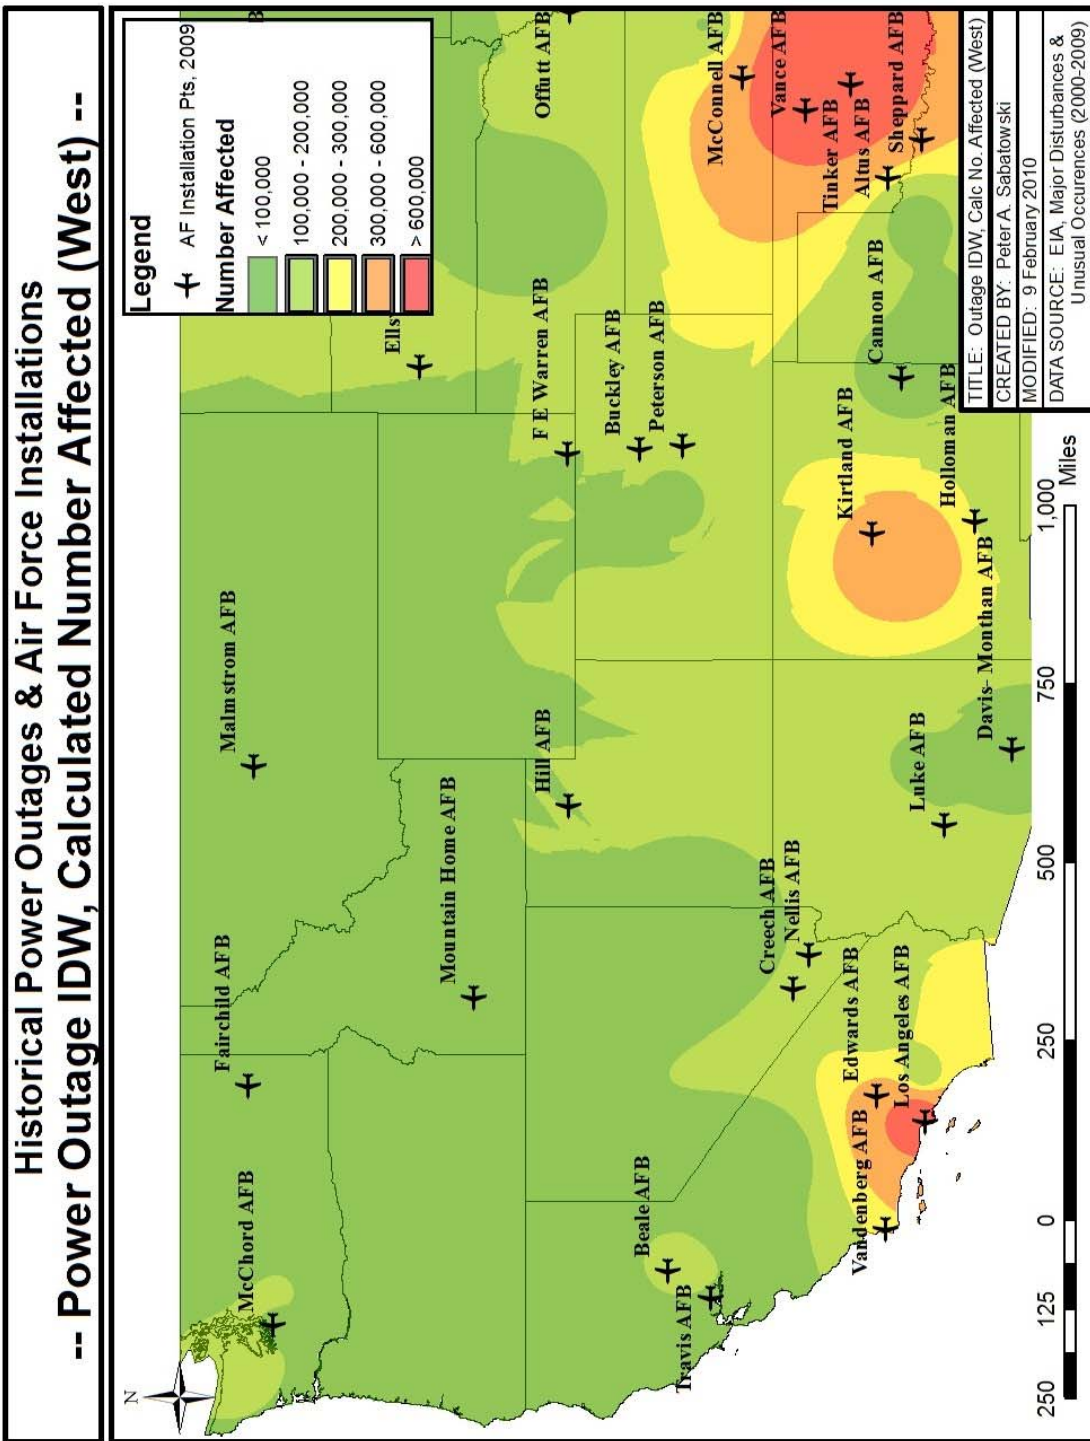 Historical Power Outages & Air Force Installations
-- Power Outage IDW, Calculated Number Affected (West) --
N
McChord AFB
Fairchild AFB
Malmstrom AFB
Mountain Home AFB
Ells
Beale AFB
Travis AFB
Hill AFB
F E Warren AFB
Buckley AFB
Peterson AFB
Offutt AFB
McConnell AFB
Creech AFB
Nellis AFB
Vandenberg AFB
Edwards AFB
Los Angeles AFB
Luke AFB
Davis- Monthan AFB
Kirtland AFB
Holloman AFB
Cannon AFB
Vance AFB
Tinker AFB
Altus AFB
Sheppard AFB
Legend
AF Installation Pts, 2009
Number Affected
< 100,000
100,000 - 200,000
200,000 - 300,000
300,000 - 600,000
> 600,000
250 125 0 250 500 750 1,000
Miles
TITLE: Outage IDW, Calc No. Affected (West)
CREATED BY: Peter A. Sabatowski
MODIFIED: 9 February 2010
DATA SOURCE: EIA, Major Disturbances &
Unusual Occurrences (2000-2009)